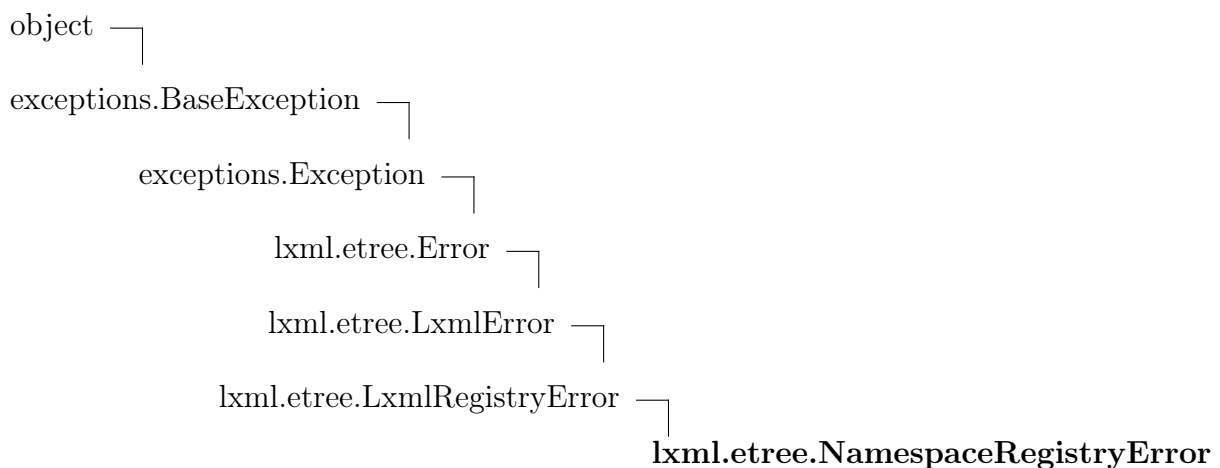 object
exceptions.BaseException
exceptions.Exception
lxml.etree.Error
lxml.etree.LxmlError
lxml.etree.LxmlRegistryError
lxml.etree.NamespaceRegistryError